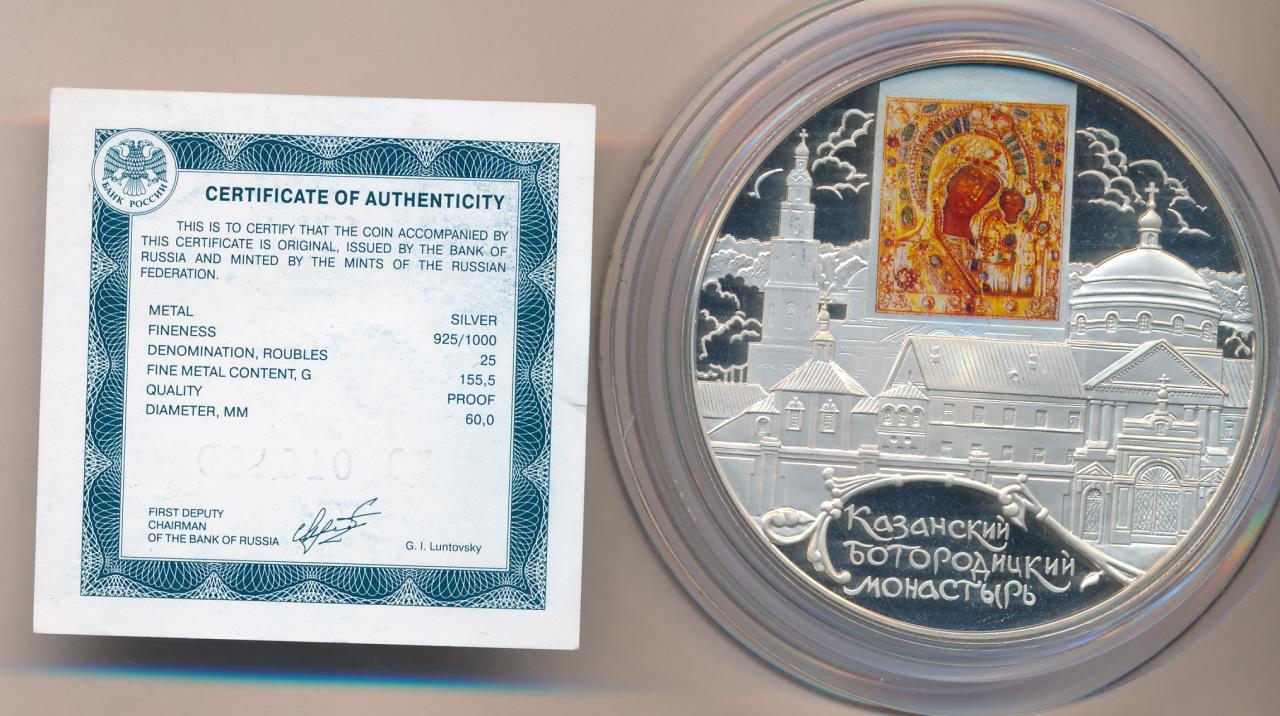 БАНК РОССИИ
CERTIFICATE OF AUTHENTICITY
THIS IS TO CERTIFY THAT THE COIN ACCOMPANIED BY
THIS CERTIFICATE IS ORIGINAL, ISSUED BY THE BANK OF
RUSSIA AND MINTED BY THE MINTS OF THE RUSSIAN
FEDERATION.
METAL SILVER
FINENESS 925/1000
DENOMINATION, ROUBLES 25
FINE METAL CONTENT, G 155,5
QUALITY PROOF
DIAMETER, MM 60,0
FIRST DEPUTY
CHAIRMAN
OF THE BANK OF RUSSIA
G. I. Luntovsky
Казанский
Богородицкий
монастырь